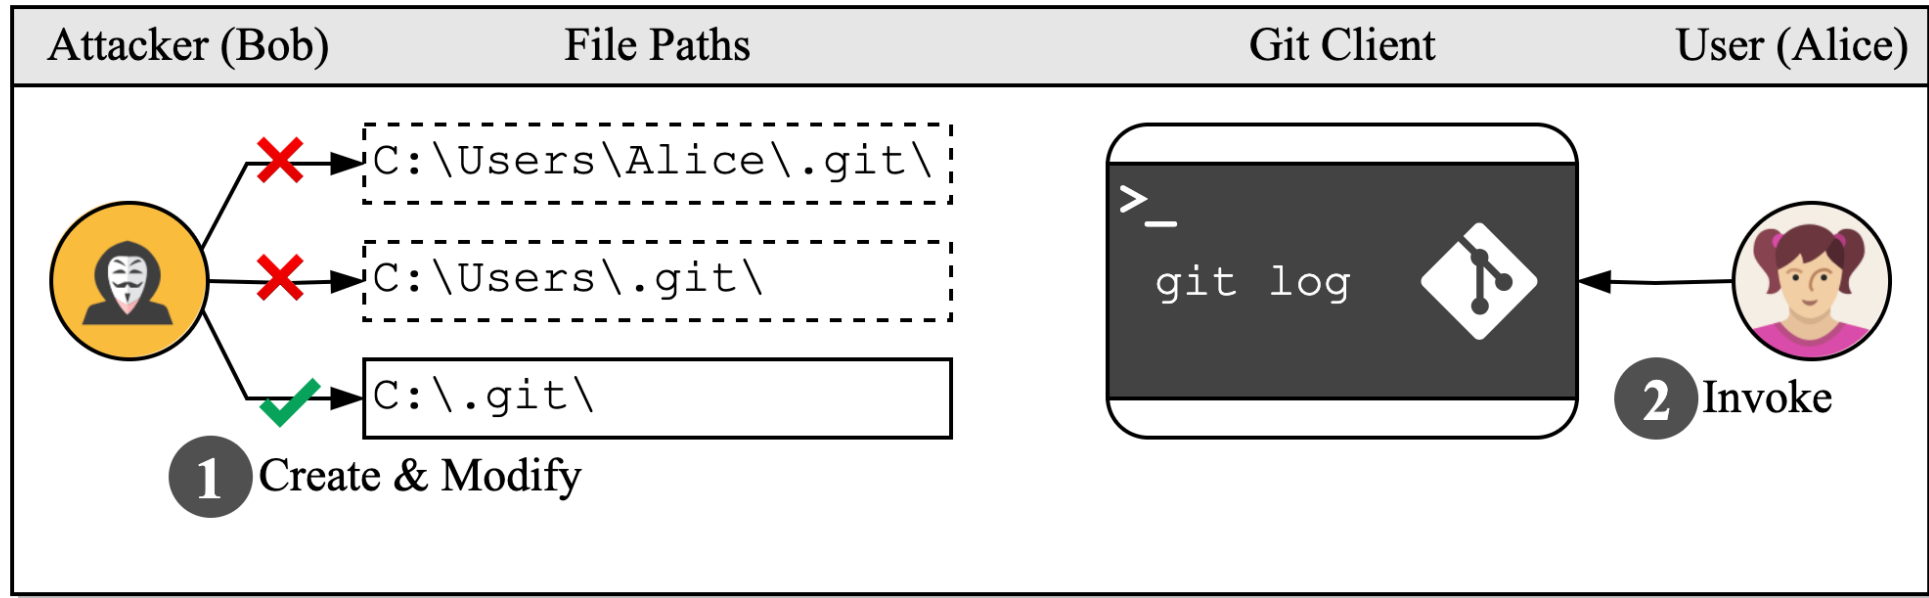 Attacker (Bob) File Paths Git Client User (Alice)
C:\Users\Alice\.git\
C:\Users\.git\
C:\.git\
1 Create & Modify
>_
git log
2 Invoke